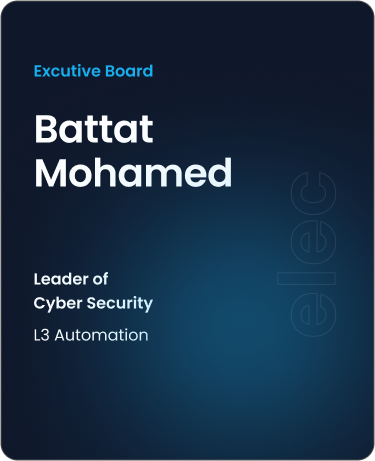 Excutive Board
Battat
Mohamed
Leader of
Cyber Security
L3 Automation
elec